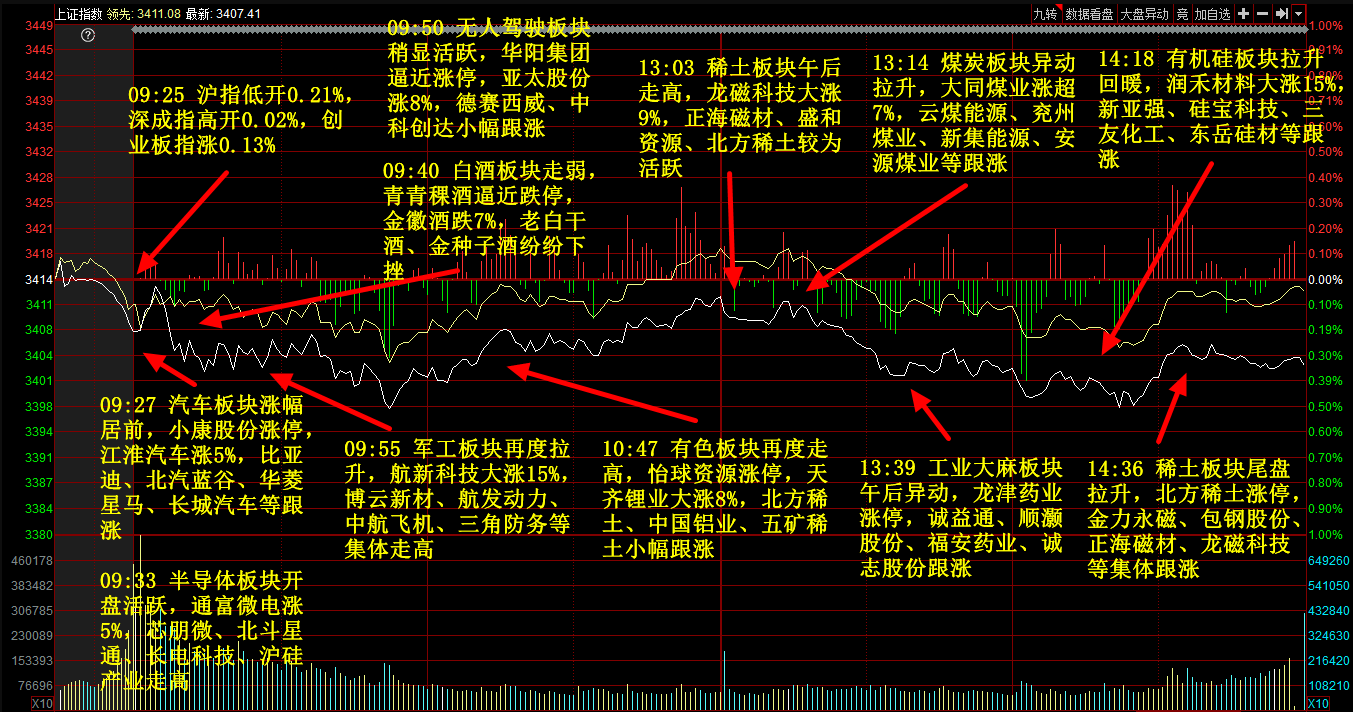 上证指数 领先: 3411.08 最新: 3407.41
九转 数据看盘 大盘异动 竞 加自选
3449
3445
3442
3439
3435
3432
3428
3425
3421
3418
3414
3411
3408
3404
3401
3398
3394
3391
3387
3384
3380
460178
383482
306785
230089
153393
76696
X10
09:25 沪指低开0.21%,
深成指高开0.02%, 创
业板指涨0.13%
09:27 汽车板块涨幅
居前, 小康股份涨停,
江淮汽车涨5%, 比亚
迪、北汽蓝谷、华菱
星马、长城汽车等跟
涨
09:33 半导体板块开
盘活跃, 通富微电涨
5%, 芯朋微、北斗星
通、长电科技、沪硅
产业走高
09:40 白酒板块走弱,
青青稞酒逼近跌停,
金徽酒跌7%, 老白干
酒、金种子酒纷纷下
挫
09:50 无人驾驶板块
稍显活跃, 华阳集团
逼近涨停, 亚太股份
涨8%, 德赛西威、中
科创达小幅跟涨
09:55 军工板块再度拉
升, 航新科技大涨15%,
博云新材、航发动力、
中航飞机、三角防务等
集体走高
10:47 有色板块再度走
高, 怡球资源涨停, 天
齐锂业大涨8%, 北方稀
土、中国铝业、五矿稀
土小幅跟涨
13:03 稀土板块午后
走高, 龙磁科技大涨
9%, 正海磁材、盛和
资源、北方稀土较为
活跃
13:14 煤炭板块异动
拉升, 大同煤业涨超
7%, 云煤能源、兖州
煤业、新集能源、安
源煤业等跟涨
13:39 工业大麻板块
午后异动, 龙津药业
涨停, 诚益通、顺灏
股份、福安药业、诚
志股份跟涨
14:18 有机硅板块拉升
回暖, 润禾材料大涨15%,
新亚强、硅宝科技、三
友化工、东岳硅材等跟
涨
14:36 稀土板块尾盘
拉升, 北方稀土涨停,
金力永磁、包钢股份、
正海磁材、龙磁科技
等集体跟涨
1.00%
0.91%
0.80%
0.71%
0.60%
0.50%
0.40%
0.30%
0.20%
0.10%
0.00%
0.10%
0.19%
0.30%
0.39%
0.50%
0.60%
0.70%
0.80%
0.90%
1.00%
649260
541050
432840
324630
216420
108210
X10